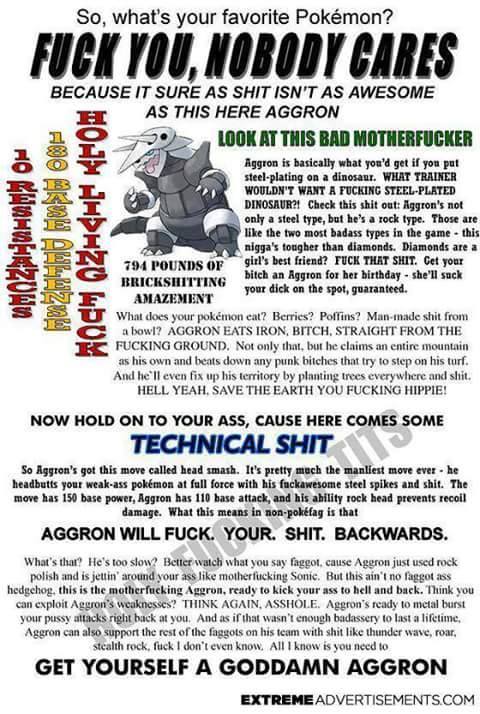 So, what's your favorite Pokémon?
FUCK YOU, NOBODY CARES
BECAUSE IT SURE AS SHIT ISN'T AS AWESOME
AS THIS HERE AGGRON
HOLY LIVING FUCK
180 BASE DEFENSE
10 RESISTANCES
LOOK AT THIS BAD MOTHERFUCKER
Aggron is basically what you'd get if you put
steel-plating on a dinosaur. WHAT TRAINER
WOULDN'T WANT A FUCKING STEEL-PLATED
DINOSAUR?! Check this shit out: Aggron's not
only a steel type, but he's a rock type. Those are
like the two most badass types in the game - this
nigga's tougher than diamonds. Diamonds are a
girl's best friend? FUCK THAT SHIT. Get your
bitch an Aggron for her birthday - she'll suck
your dick on the spot, guaranteed.
794 POUNDS OF
BRICKSHITTING
AMAZEMENT
What does your pokémon eat? Berries? Poffins? Man-made shit from
a bowl? AGGRON EATS IRON, BITCH, STRAIGHT FROM THE
FUCKING GROUND. Not only that, but he claims an entire mountain
as his own and beats down any punk bitches that try to step on his turf.
And he'll even fix up his territory by planting trees everywhere and shit.
HELL YEAH, SAVE THE EARTH YOU FUCKING HIPPIE!
NOW HOLD ON TO YOUR ASS, CAUSE HERE COMES SOME
TECHNICAL SHIT
So Aggron's got this move called head smash. It's pretty much the manliest move ever - he
headbutts your weak-ass pokémon at full force with his fuckawesome steel spikes and shit. The
move has 150 base power, Aggron has 110 base attack, and his ability rock head prevents recoil
damage. What this means in non-pokéfag is that
AGGRON WILL FUCK. YOUR. SHIT. BACKWARDS.
What's that? He's too slow? Better watch what you say faggot, cause Aggron just used rock
polish and is jettin' around your ass like motherfucking Sonic. But this ain't no faggot ass
hedgehog, this is the motherfucking Aggron, ready to kick your ass to hell and back. Think you
can exploit Aggron's weaknesses? THINK AGAIN, ASSHOLE. Aggron's ready to metal burst
your pussy attacks right back at you. And as if that wasn't enough badassery to last a lifetime,
Aggron can also support the rest of the faggots on his team with shit like thunder wave, roar,
stealth rock, fuck I don't even know. All I know is you need to
GET YOURSELF A GODDAMN AGGRON
HOLY FUCKING TITS
EXTREMEADVERTISEMENTS.COM